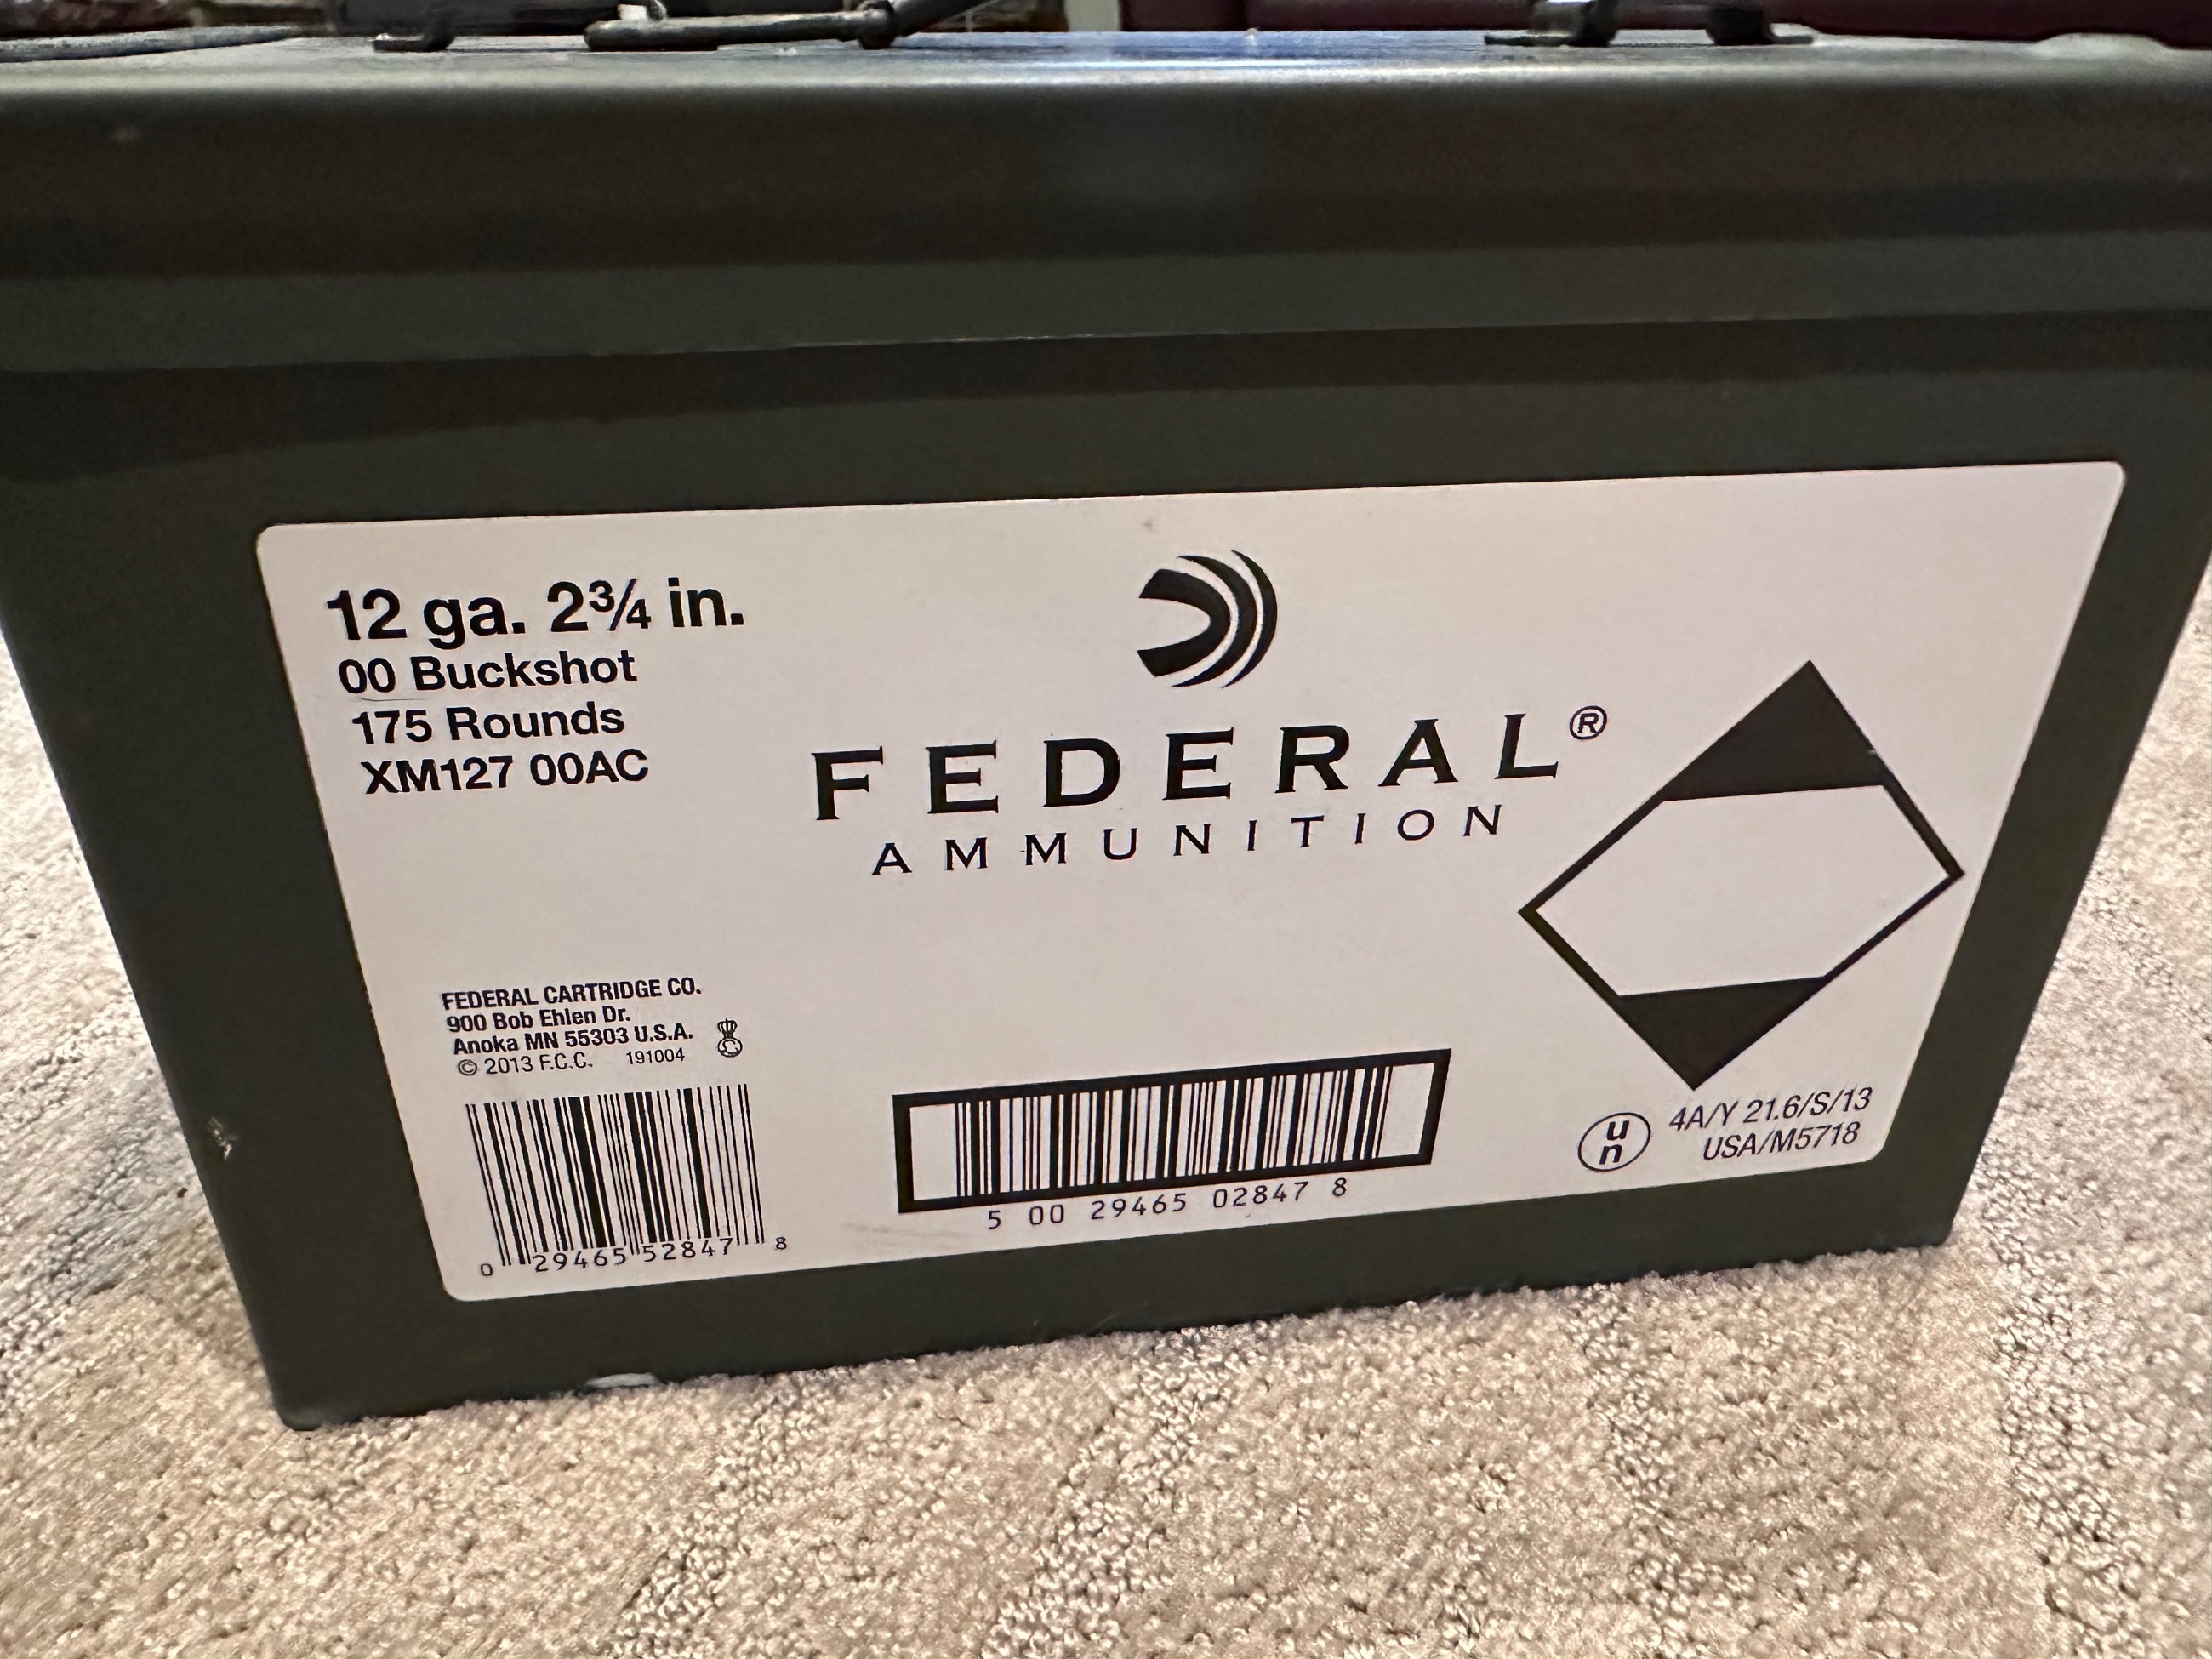 12 ga. 2¾ in.
00 Buckshot
175 Rounds
XM127 00AC
FEDERAL®
AMMUNITION
FEDERAL CARTRIDGE CO.
900 Bob Ehlen Dr.
Anoka MN 55303 U.S.A.
© 2013 F.C.C. 191004
0 29465 52847 8
5 00 29465 02847 8
un
4A/Y 21.6/S/13
USA/M5718